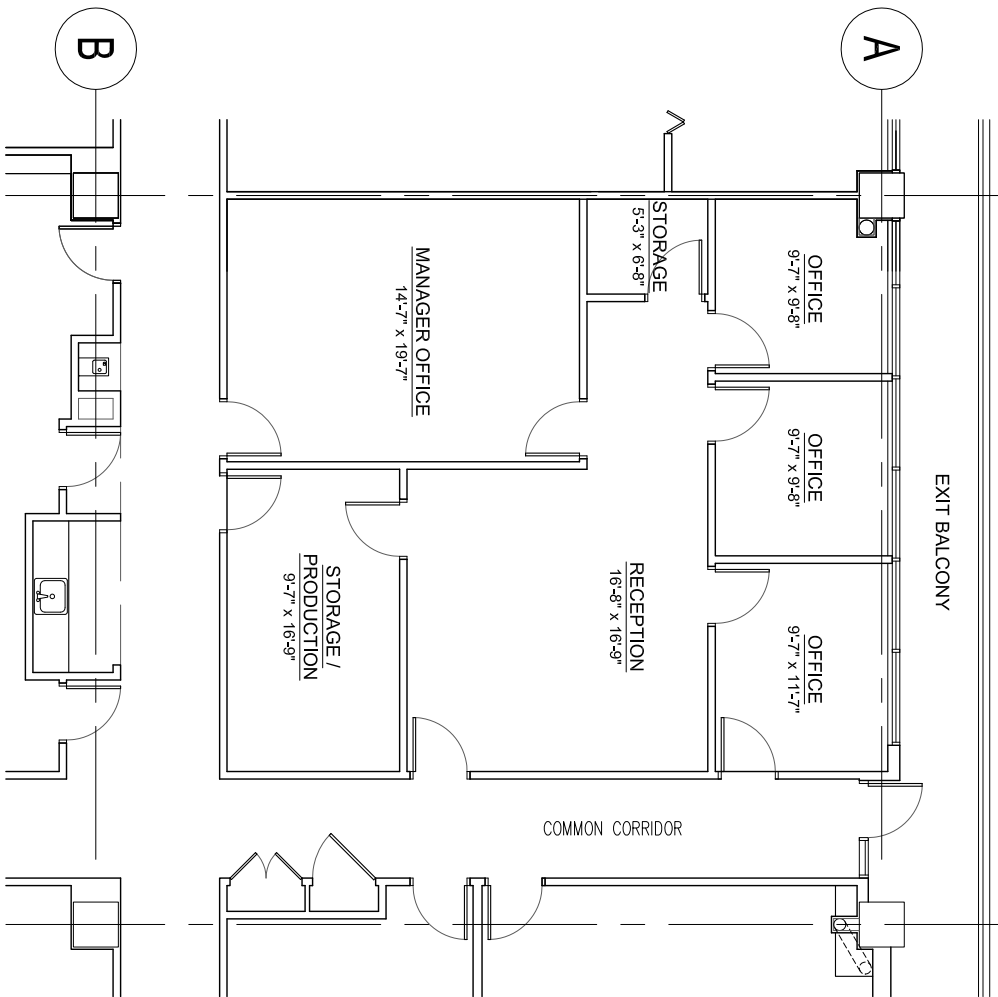 B
A
STORAGE
5'-3" x 6'-8"
OFFICE
9'-7" x 9'-8"
MANAGER OFFICE
14'-7" x 19'-7"
OFFICE
9'-7" x 9'-8"
EXIT BALCONY
RECEPTION
16'-8" x 16'-9"
STORAGE /
PRODUCTION
9'-7" x 16'-9"
OFFICE
9'-7" x 11'-7"
COMMON CORRIDOR